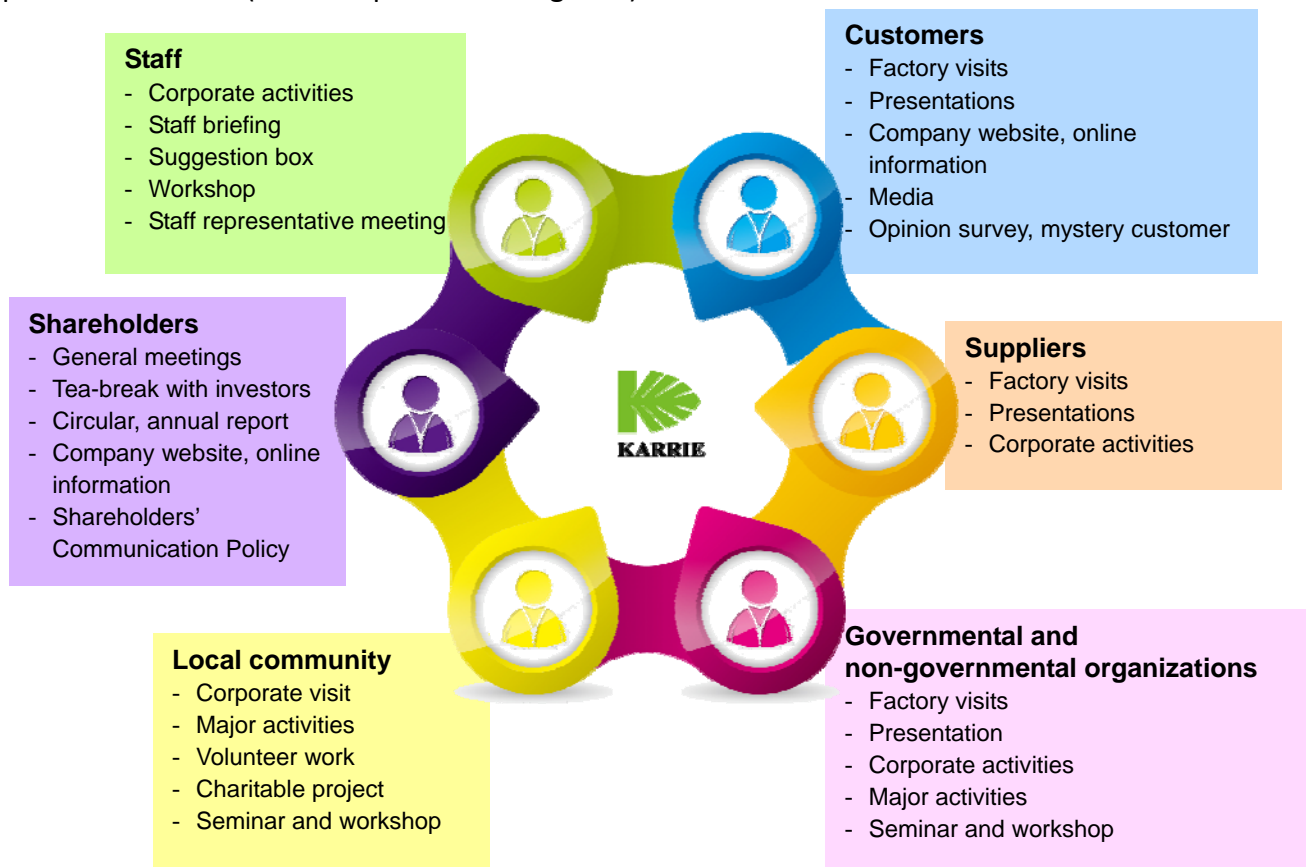 Staff
- Corporate activities
- Staff briefing
- Suggestion box
- Workshop
- Staff representative meeting
Customers
- Factory visits
- Presentations
- Company website, online
information
- Media
- Opinion survey, mystery customer
Shareholders
- General meetings
- Tea-break with investors
- Circular, annual report
- Company website, online
information
- Shareholders’
Communication Policy
KARRIE
Suppliers
- Factory visits
- Presentations
- Corporate activities
Local community
- Corporate visit
- Major activities
- Volunteer work
- Charitable project
- Seminar and workshop
Governmental and
non-governmental organizations
- Factory visits
- Presentation
- Corporate activities
- Major activities
- Seminar and workshop